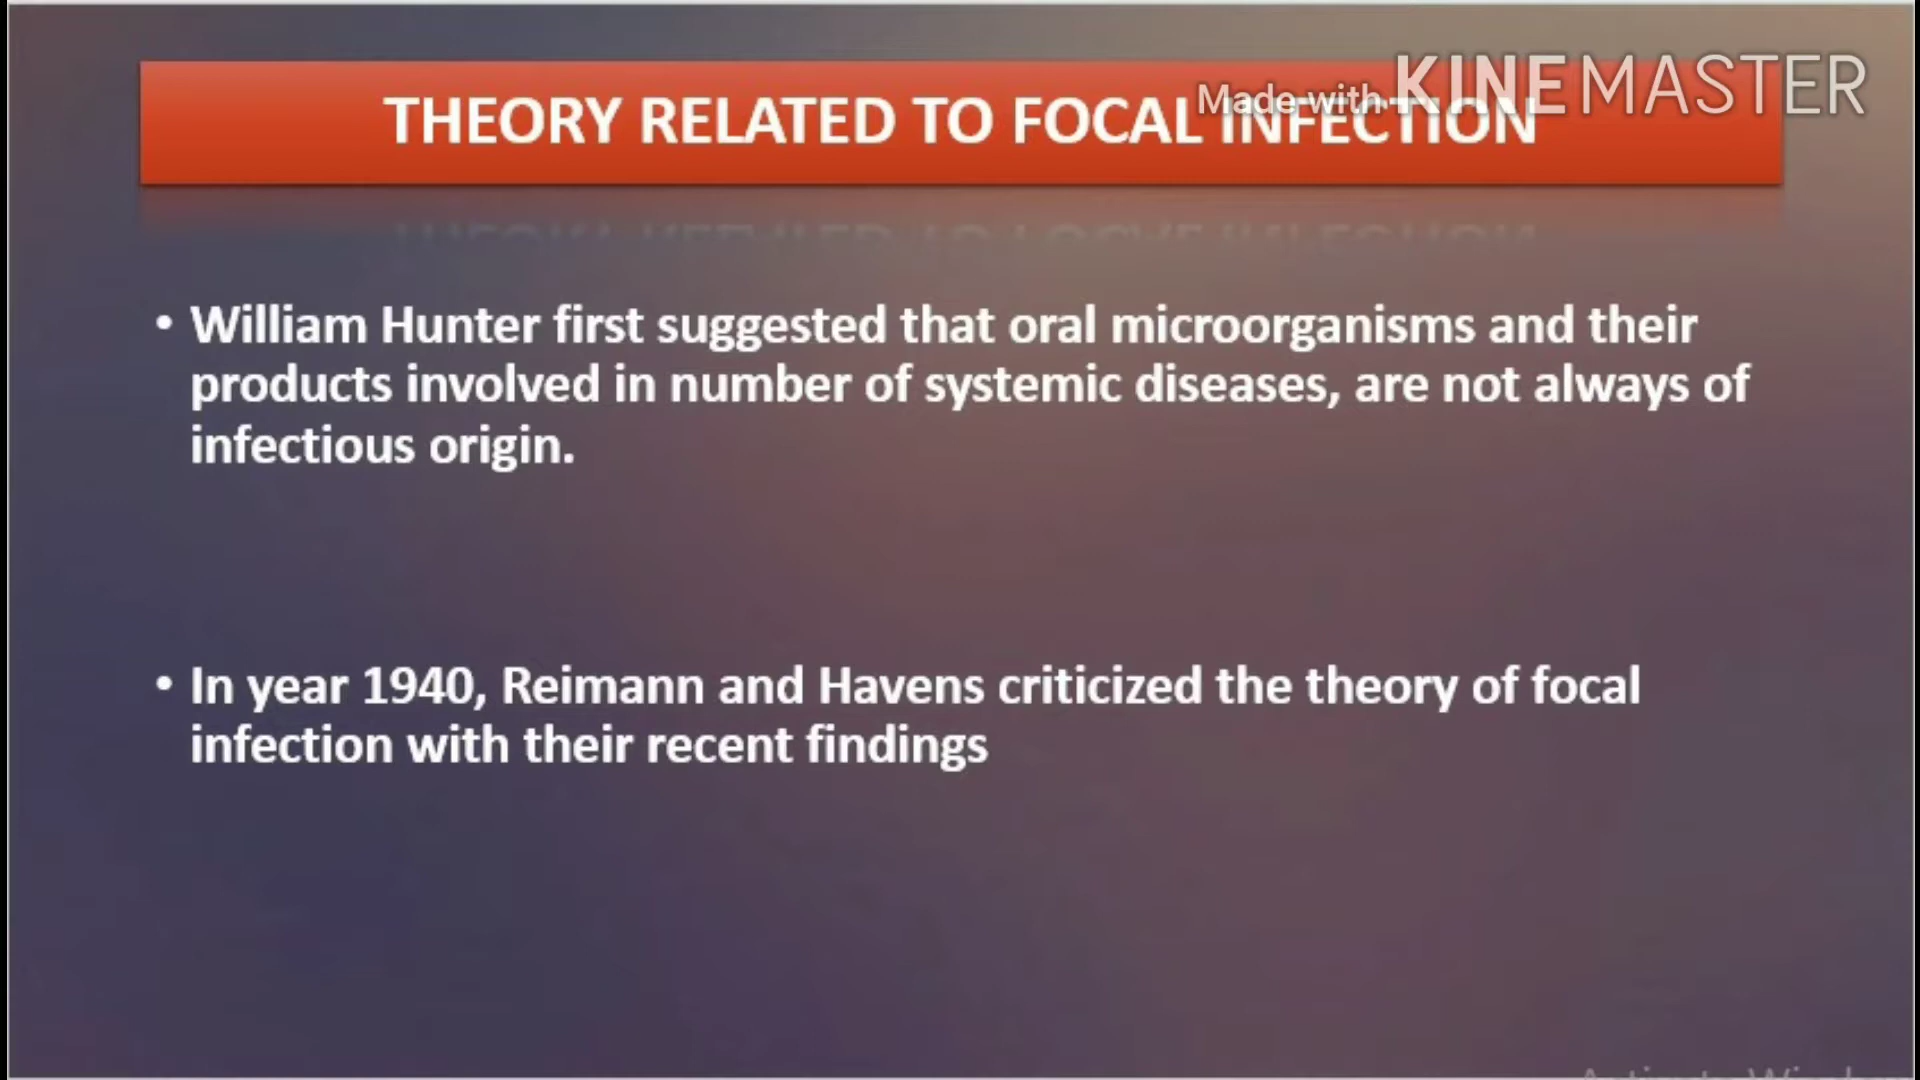 Made with KINEMASTER
THEORY RELATED TO FOCAL INFECTION
• William Hunter first suggested that oral microorganisms and their
products involved in number of systemic diseases, are not always of
infectious origin.
• In year 1940, Reimann and Havens criticized the theory of focal
infection with their recent findings